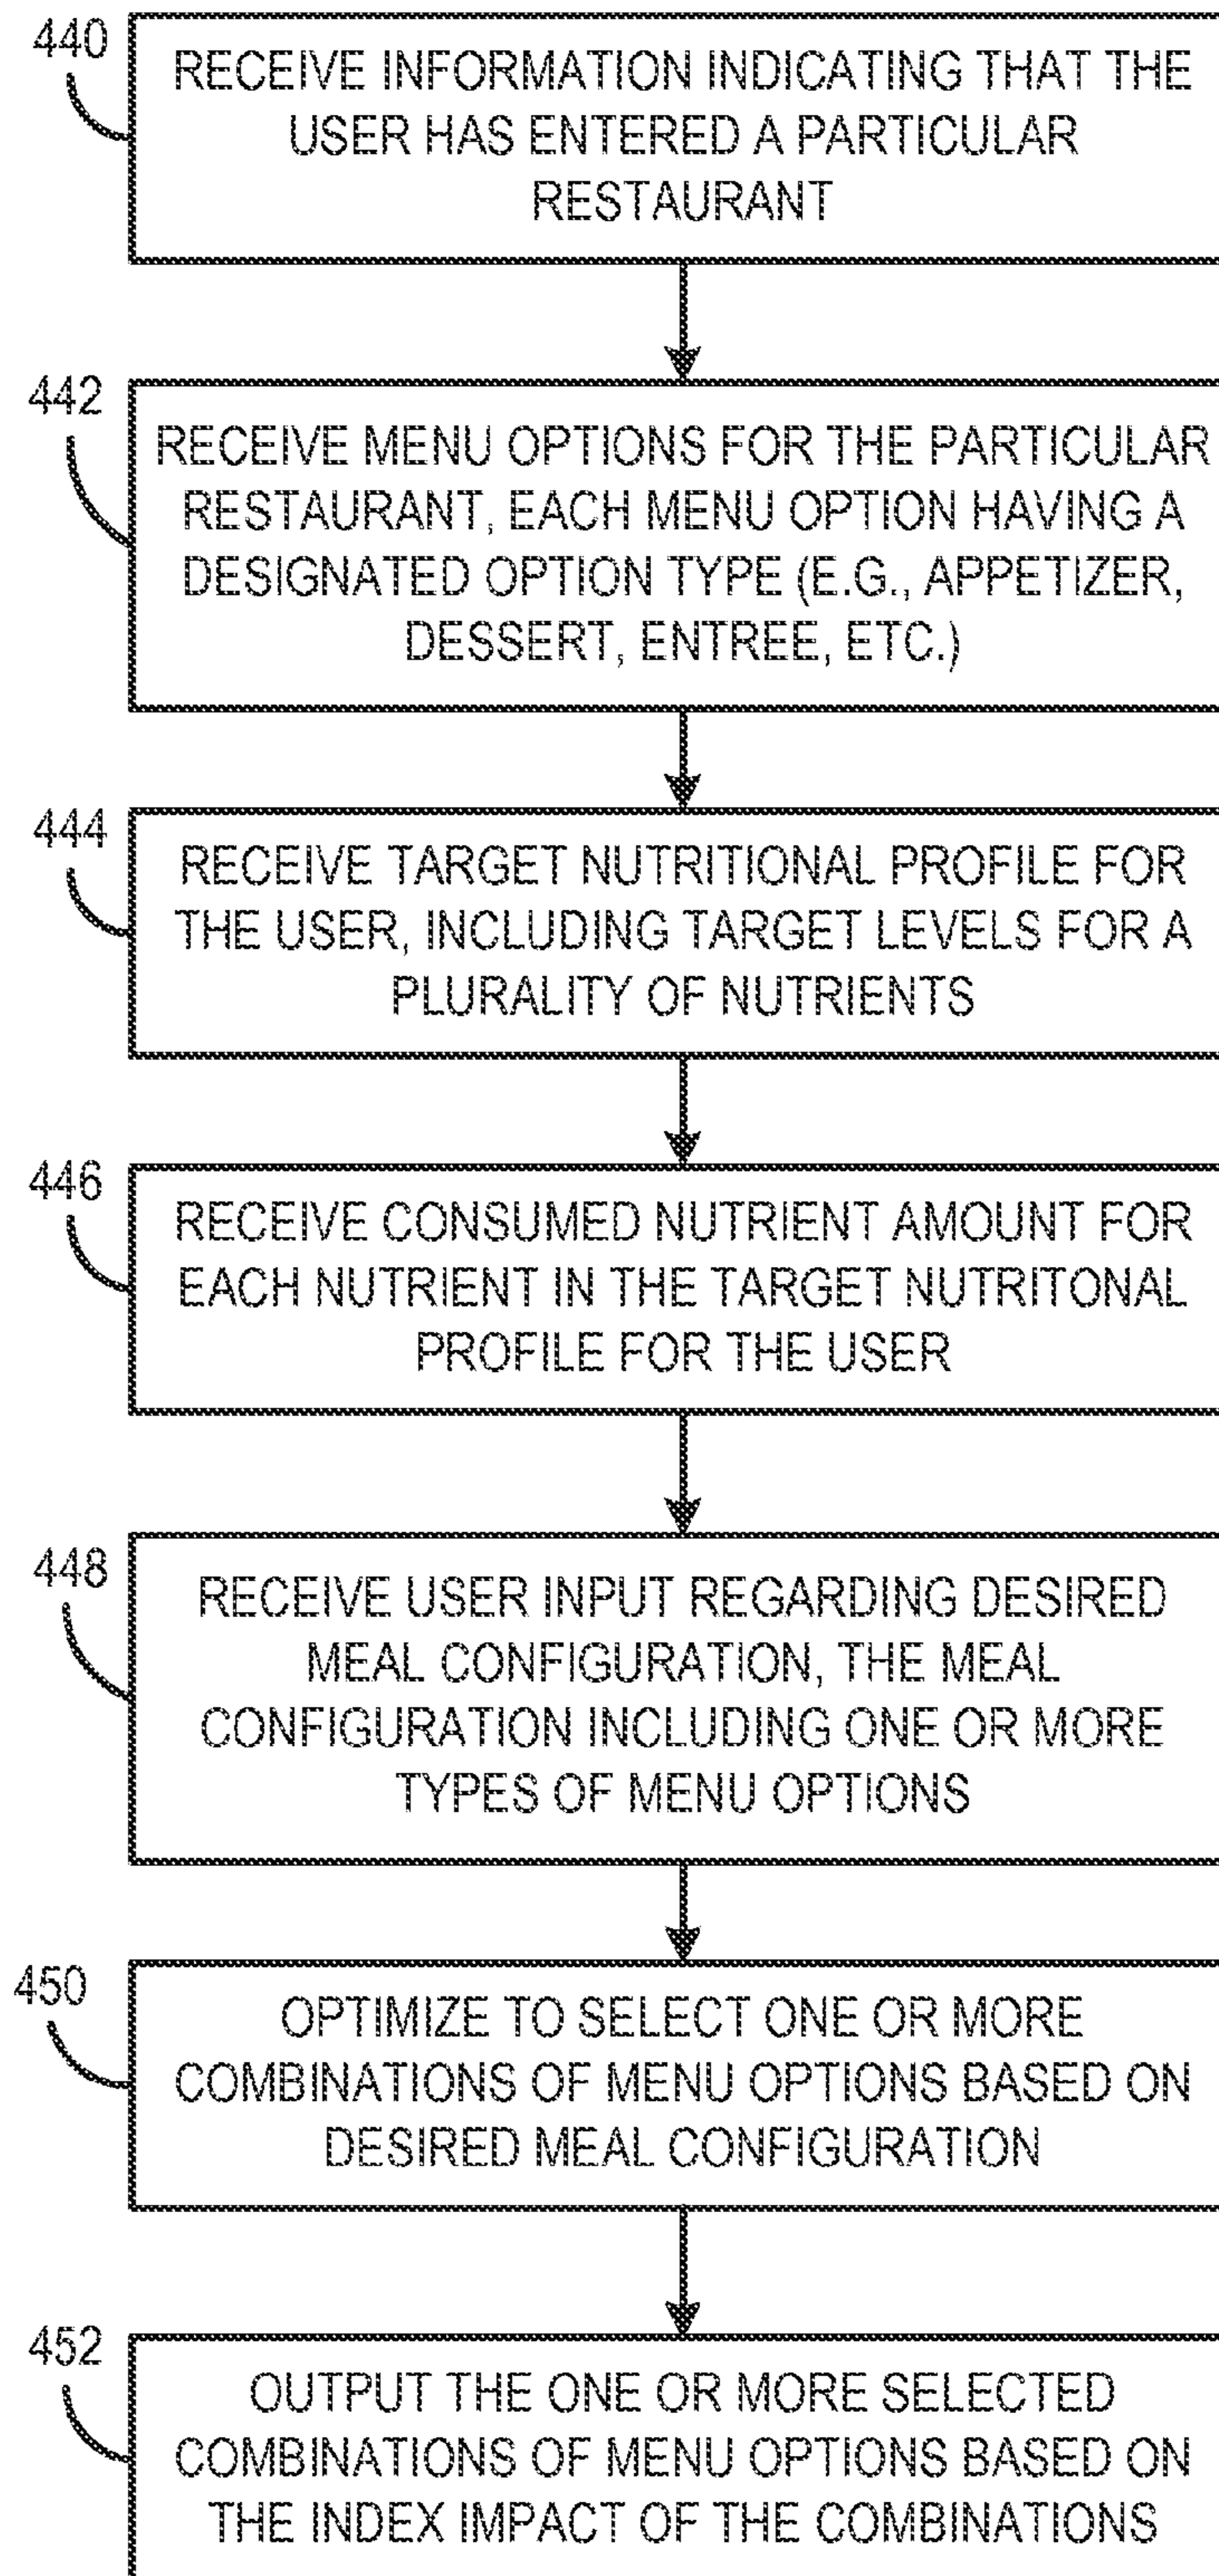 440
RECEIVE INFORMATION INDICATING THAT THE
USER HAS ENTERED A PARTICULAR
RESTAURANT
442
RECEIVE MENU OPTIONS FOR THE PARTICULAR
RESTAURANT, EACH MENU OPTION HAVING A
DESIGNATED OPTION TYPE (E.G., APPETIZER,
DESSERT, ENTREE, ETC.)
444
RECEIVE TARGET NUTRITIONAL PROFILE FOR
THE USER, INCLUDING TARGET LEVELS FOR A
PLURALITY OF NUTRIENTS
446
RECEIVE CONSUMED NUTRIENT AMOUNT FOR
EACH NUTRIENT IN THE TARGET NUTRITONAL
PROFILE FOR THE USER
448
RECEIVE USER INPUT REGARDING DESIRED
MEAL CONFIGURATION, THE MEAL
CONFIGURATION INCLUDING ONE OR MORE
TYPES OF MENU OPTIONS
450
OPTIMIZE TO SELECT ONE OR MORE
COMBINATIONS OF MENU OPTIONS BASED ON
DESIRED MEAL CONFIGURATION
452
OUTPUT THE ONE OR MORE SELECTED
COMBINATIONS OF MENU OPTIONS BASED ON
THE INDEX IMPACT OF THE COMBINATIONS